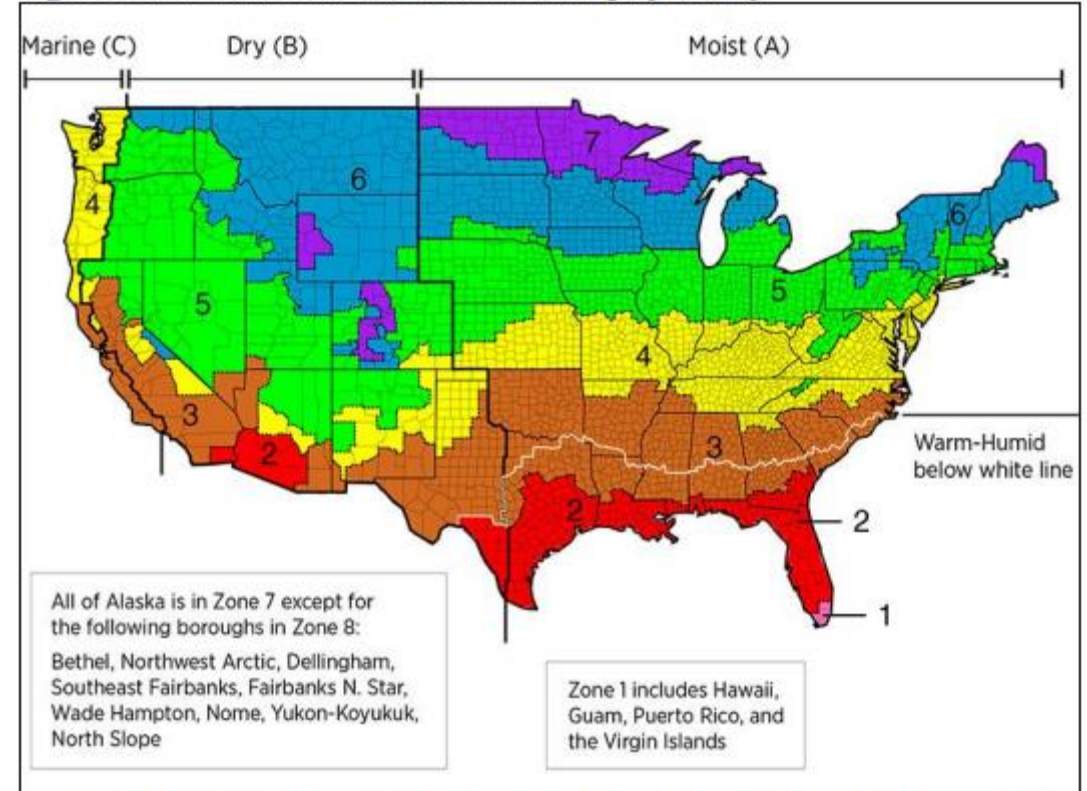 Marine (C)
Dry (B)
Moist (A)
7
6
4
6
5
5
4
3
3
2
Warm-Humid
below white line
2
2
1
All of Alaska is in Zone 7 except for
the following boroughs in Zone 8:
Bethel, Northwest Arctic, Dellingham,
Southeast Fairbanks, Fairbanks N. Star,
Wade Hampton, Nome, Yukon-Koyukuk,
North Slope
Zone 1 includes Hawaii,
Guam, Puerto Rico, and
the Virgin Islands